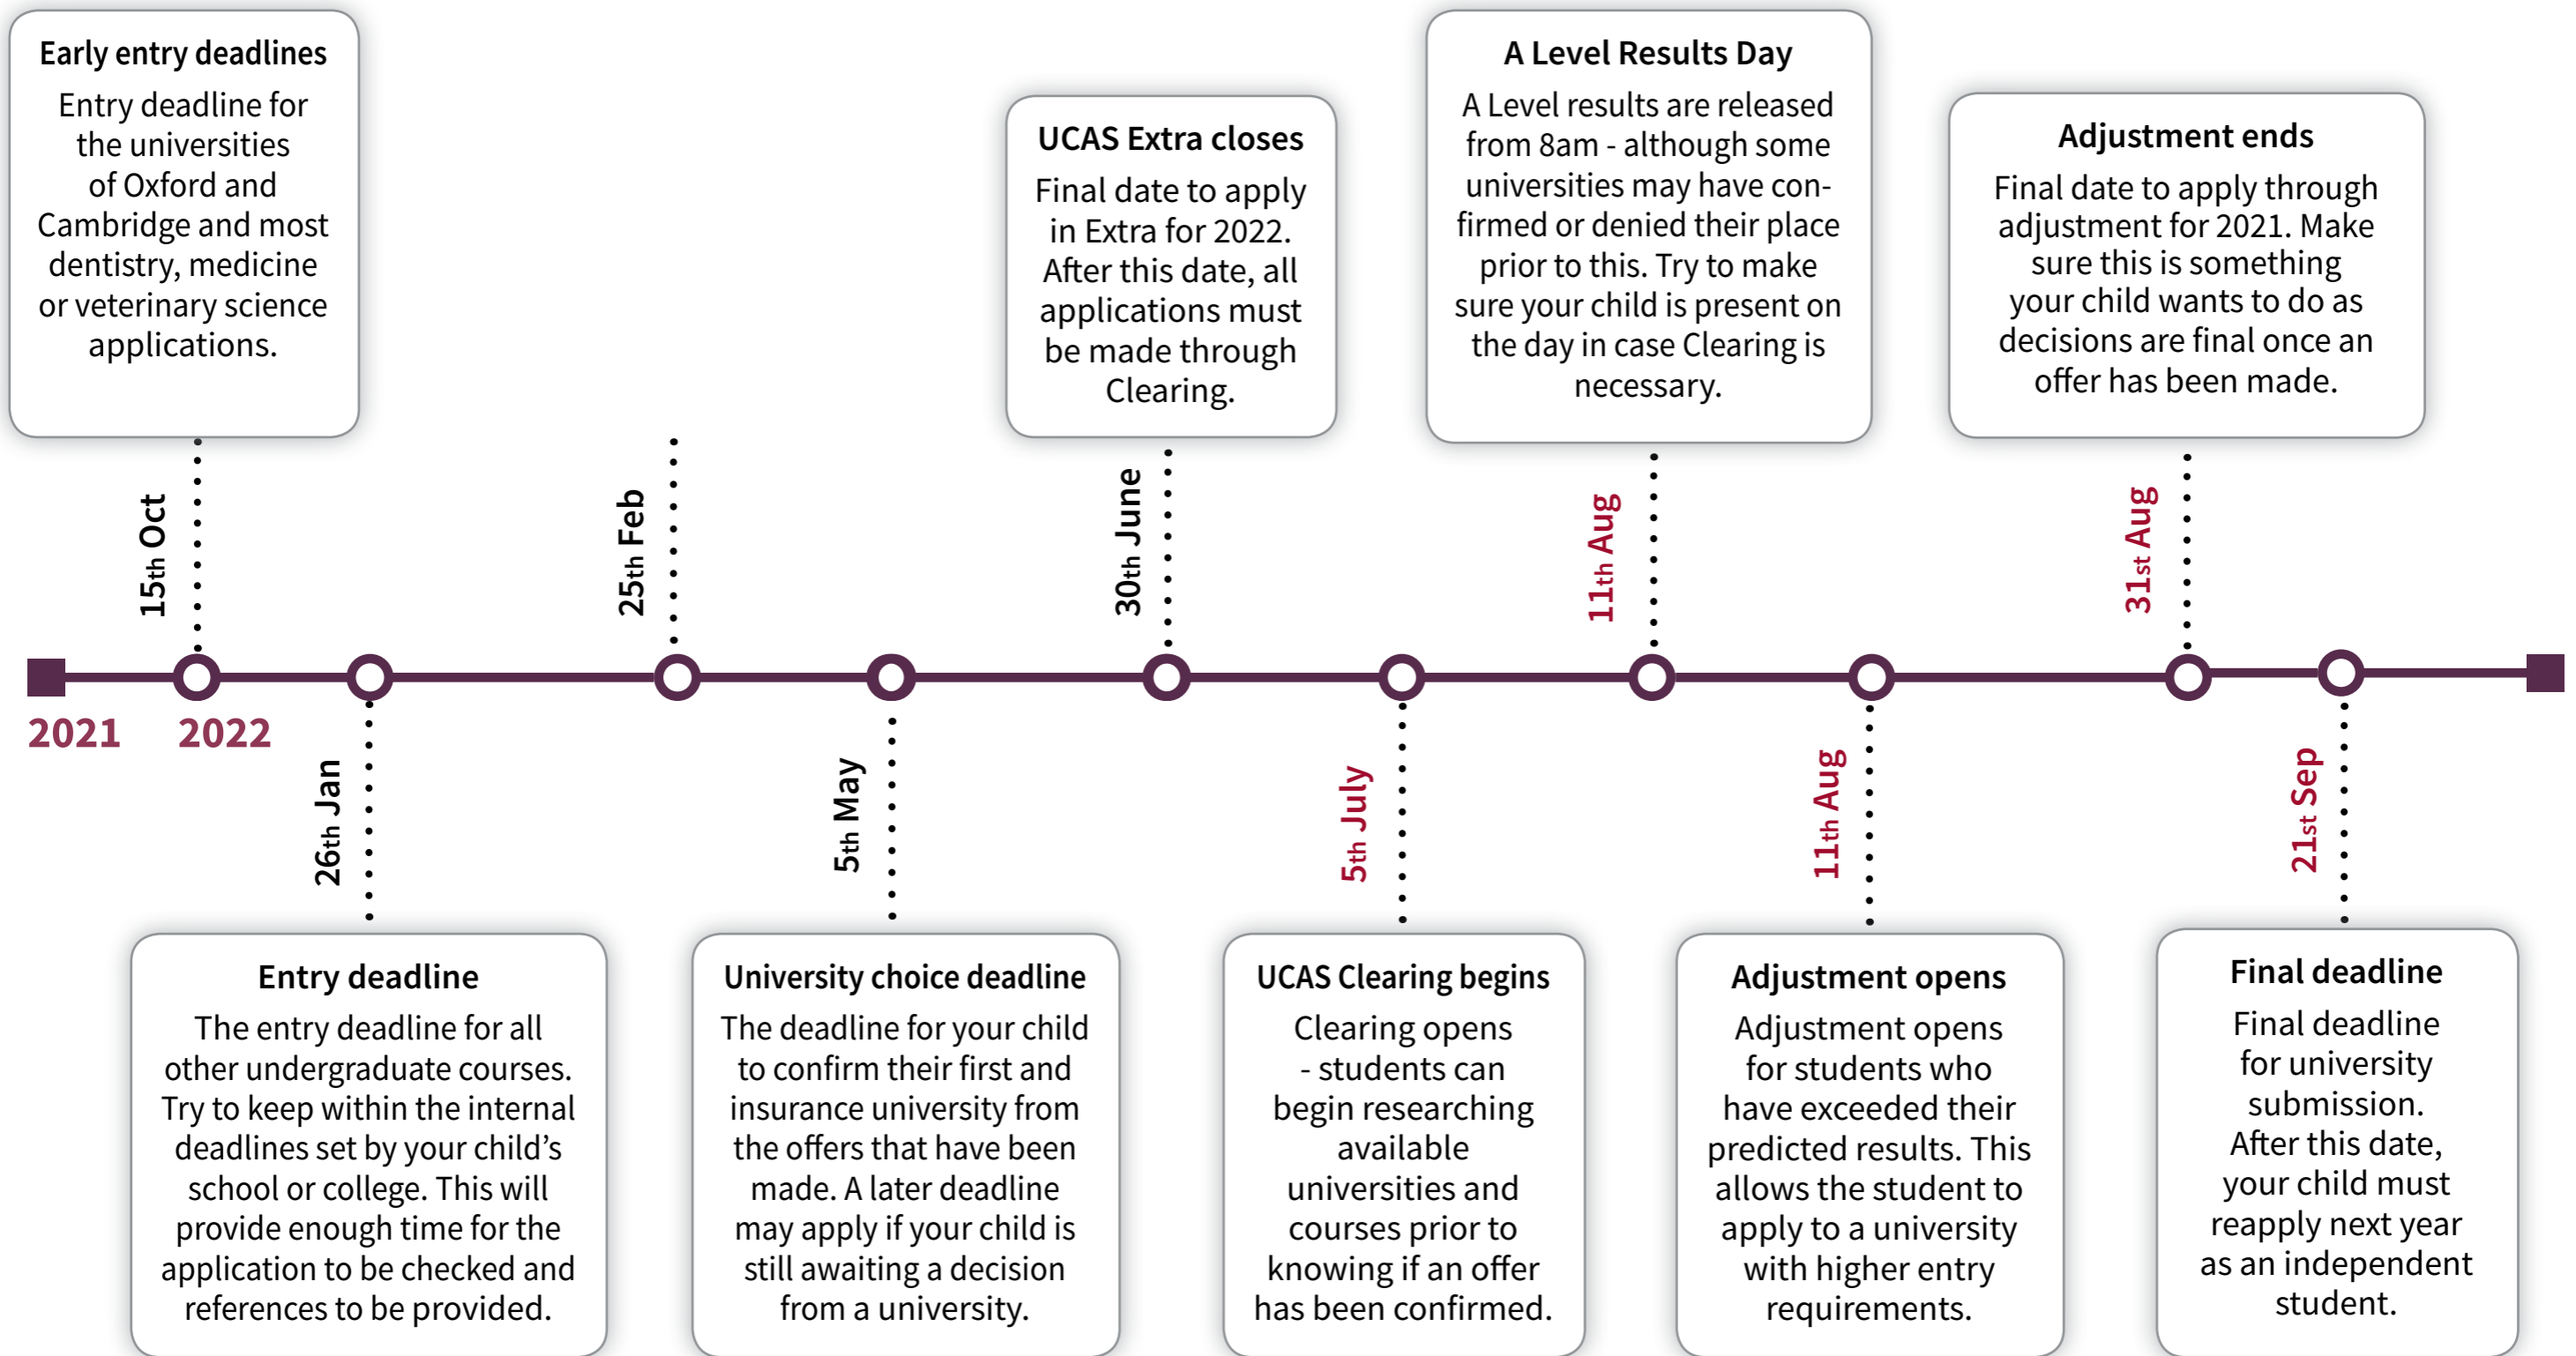 Early entry deadlines
Entry deadline for
the universities
of Oxford and
Cambridge and most
dentistry, medicine
or veterinary science
applications.
UCAS Extra closes
Final date to apply
in Extra for 2022.
After this date, all
applications must
be made through
Clearing.
A Level Results Day
A Level results are released
from 8am - although some
universities may have con-
firmed or denied their place
prior to this. Try to make
sure your child is present on
the day in case Clearing is
necessary.
Adjustment ends
Final date to apply through
adjustment for 2021. Make
sure this is something
your child wants to do as
decisions are final once an
offer has been made.
15th Oct
25th Feb
30th June
11th Aug
31st Aug
2021
2022
26th Jan
5th May
5th July
11th Aug
21st Sep
Entry deadline
The entry deadline for all
other undergraduate courses.
Try to keep within the internal
deadlines set by your child's
school or college. This will
provide enough time for the
application to be checked and
references to be provided.
University choice deadline
The deadline for your child
to confirm their first and
insurance university from
the offers that have been
made. A later deadline
may apply if your child is
still awaiting a decision
from a university.
UCAS Clearing begins
Clearing opens
- students can
begin researching
available
universities and
courses prior to
knowing if an offer
has been confirmed.
Adjustment opens
Adjustment opens
for students who
have exceeded their
predicted results. This
allows the student to
apply to a university
with higher entry
requirements.
Final deadline
Final deadline
for university
submission.
After this date,
your child must
reapply next year
as an independent
student.